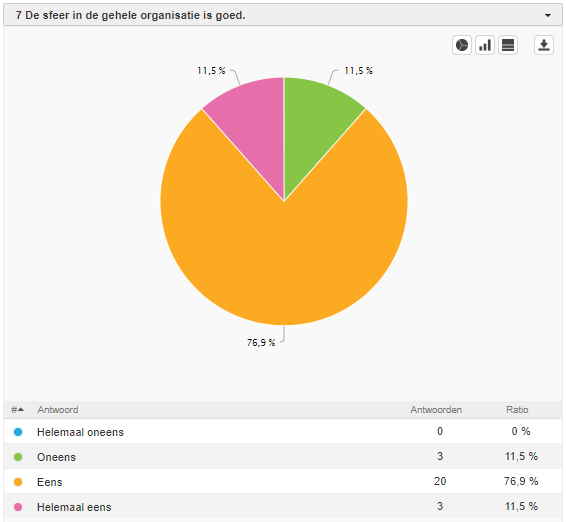 7 De sfeer in de gehele organisatie is goed.
11,5 % 11,5 %
76,9 %
# Antwoord Antwoorden Ratio
Helemaal oneens 0 0 %
Oneens 3 11,5 %
Eens 20 76,9 %
Helemaal eens 3 11,5 %